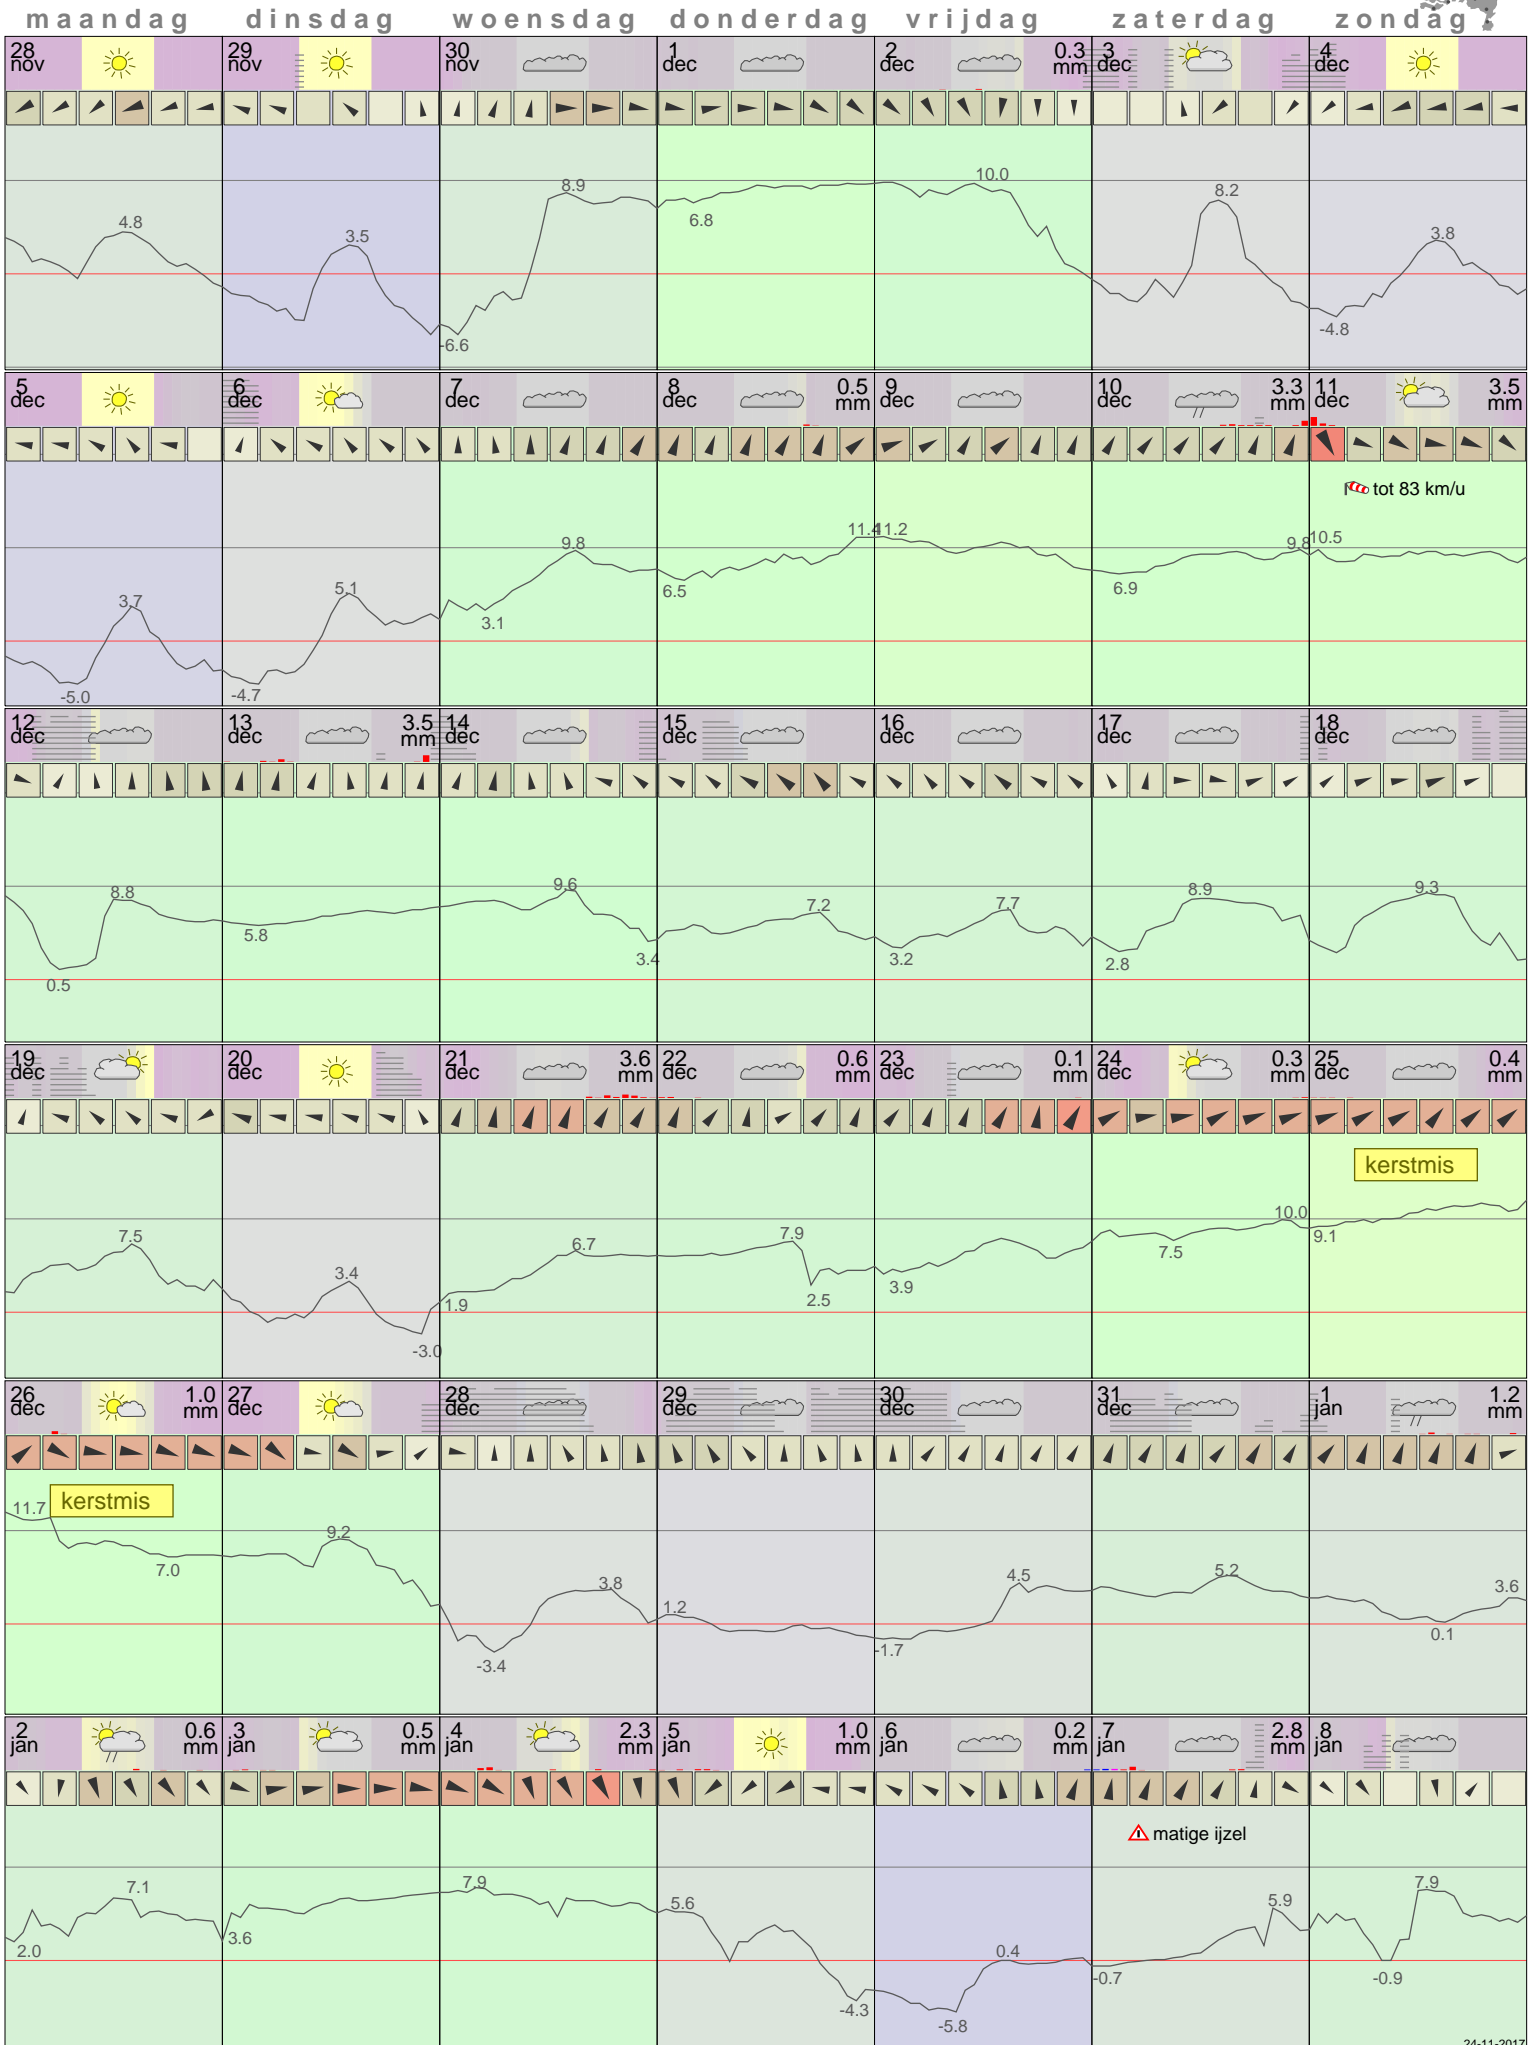 maandag dinsdag woensdag donderdag vrijdag zaterdag zondag
28 29 30 1 2 0.3 3 4
nov nov nov dec dec mm dec dec
4.8 3.5 -6.6 8.9 6.8 10.0 8.2 -4.8 3.8
5 6 7 8 0.5 9 10 3.3 11 3.5
dec dec dec dec mm dec dec mm dec mm
tot 83 km/u
-5.0 3.7 -4.7 5.1 3.1 9.8 6.5 11.4 11.2 6.9 9.8 10.5
12 13 3.5 14 15 16 17 18
dec dec mm dec dec dec dec dec
0.5 8.8 5.8 9.6 3.4 7.2 3.2 7.7 2.8 8.9 9.3
19 20 21 3.6 22 0.6 23 0.1 24 0.3 25 0.4
dec dec dec mm dec mm dec mm dec mm dec mm
kerstmis
7.5 3.4 -3.0 1.9 6.7 7.9 2.5 3.9 7.5 10.0 9.1
26 1.0 27 28 29 30 31 1 1.2
dec mm dec dec dec dec dec jan mm
kerstmis
11.7 7.0 9.2 -3.4 3.8 1.2 -1.7 4.5 5.2 0.1 3.6
2 0.6 3 0.5 4 2.3 5 1.0 6 0.2 7 2.8 8
jan mm jan mm jan mm jan mm jan mm jan mm jan
matige ijzel
2.0 7.1 3.6 7.9 5.6 -4.3 -5.8 0.4 -0.7 5.9 -0.9 7.9
24-11-2017